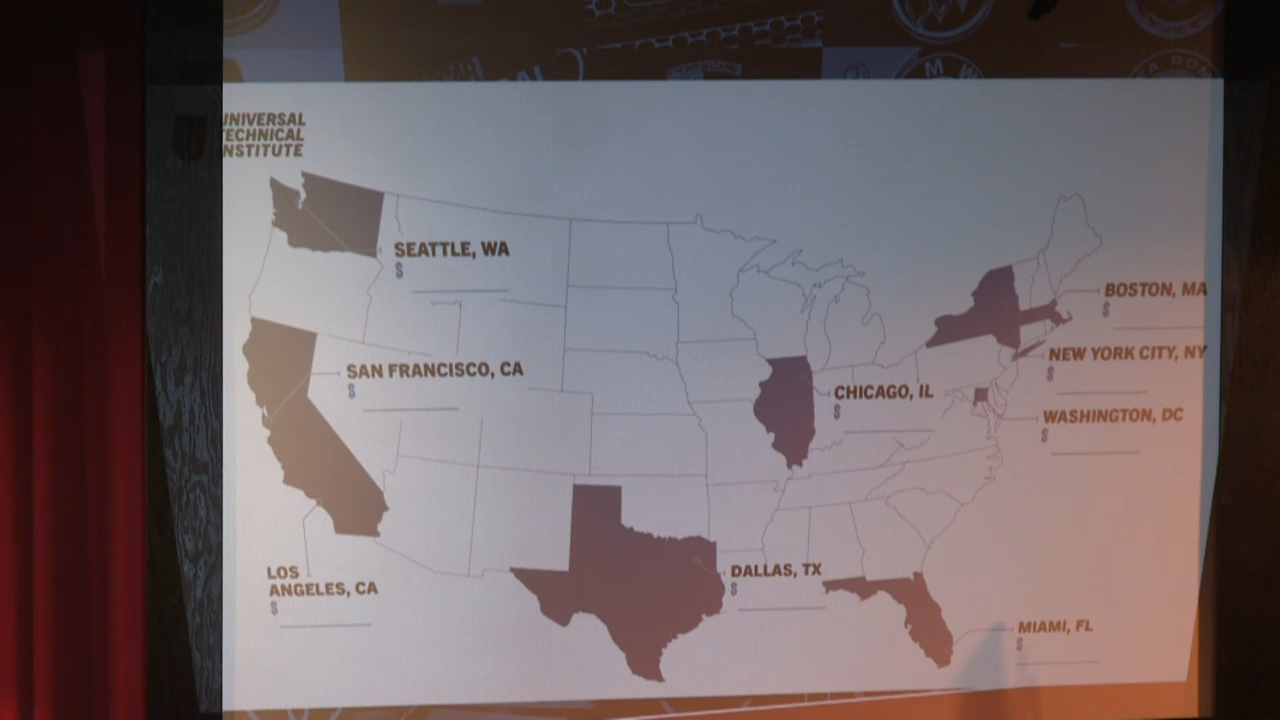 UNIVERSAL
TECHNICAL
INSTITUTE
SEATTLE, WA
$
BOSTON, MA
$
SAN FRANCISCO, CA
$
NEW YORK CITY, NY
$
CHICAGO, IL
$
WASHINGTON, DC
$
LOS
ANGELES, CA
$
DALLAS, TX
$
MIAMI, FL
$